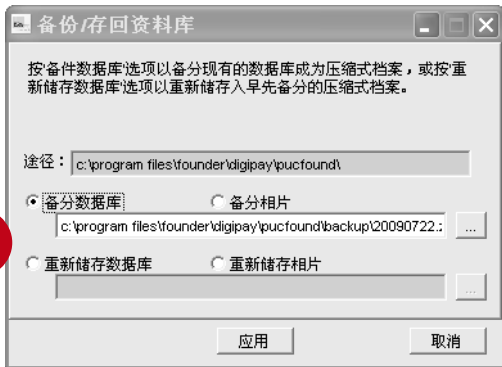 备份/存回资料库
按'备件数据库'选项以备分现有的数据库成为压缩式档案，或按'重
新储存数据库'选项以重新储存入早先备分的压缩式档案。
途径： c:\program files\founder\digipay\pucfound\
备分数据库 备分相片
c:\program files\founder\digipay\pucfound\backup\20090722.z ...
重新储存数据库 重新储存相片
...
应用 取消